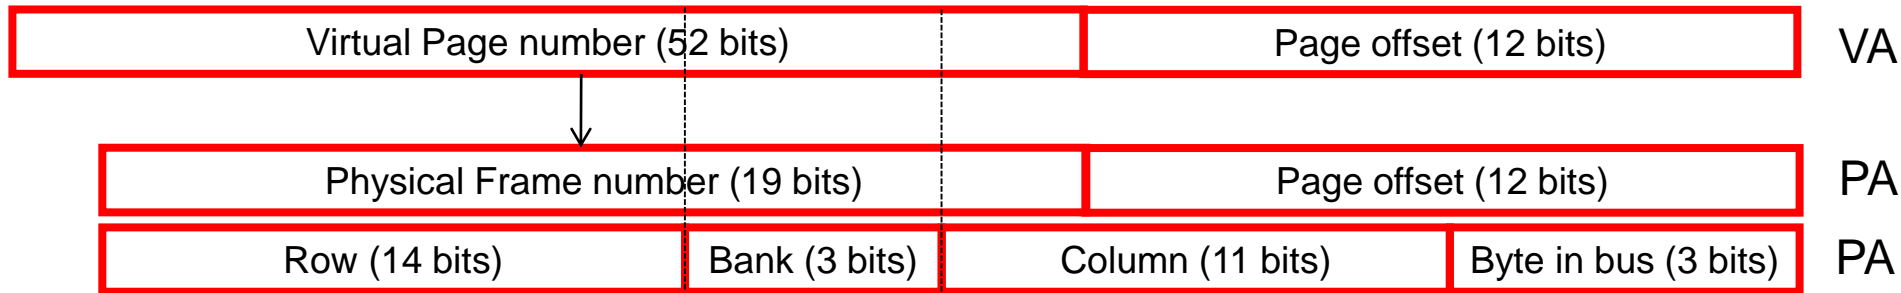 Virtual Page number (52 bits) Page offset (12 bits) VA
Physical Frame number (19 bits) Page offset (12 bits) PA
Row (14 bits) Bank (3 bits) Column (11 bits) Byte in bus (3 bits) PA